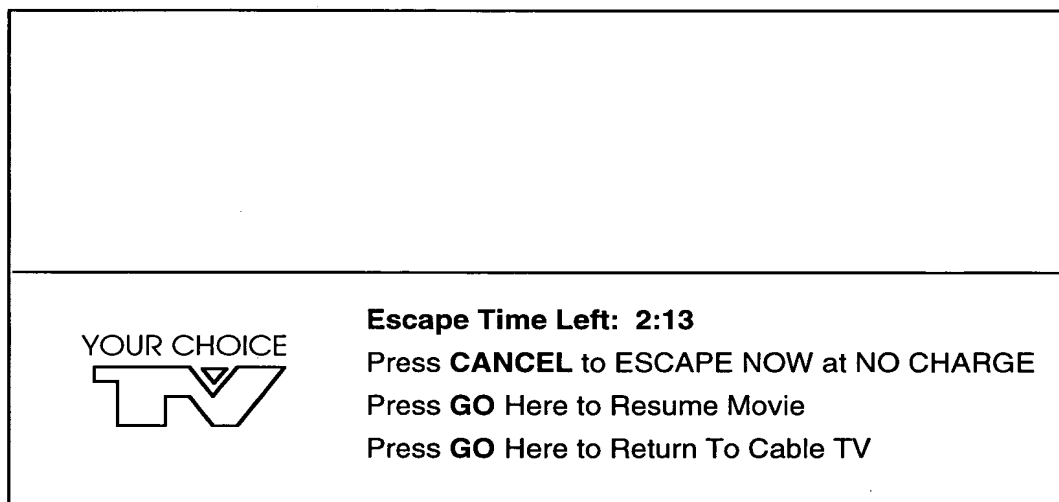 YOUR CHOICE
TV
Escape Time Left: 2:13
Press CANCEL to ESCAPE NOW at NO CHARGE
Press GO Here to Resume Movie
Press GO Here to Return To Cable TV